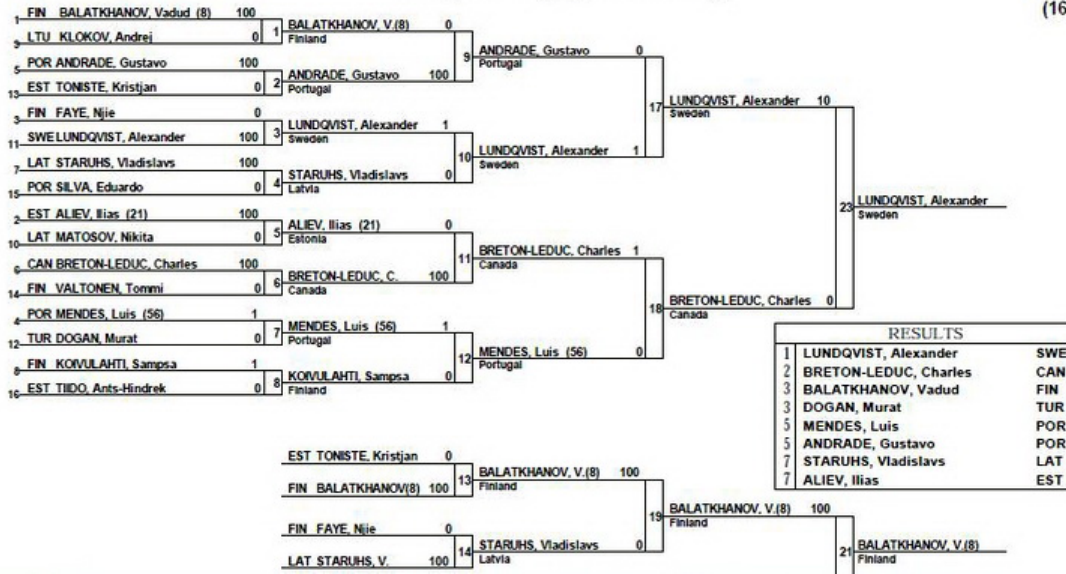 (16
1 FIN BALATKHANOV, Vadud (8) 100
9 LTU KLOKOV, Andrej 0
1 BALATKHANOV, V.(8) 0
Finland
5 POR ANDRADE, Gustavo 100
13 EST TONISTE, Kristjan 0
2 ANDRADE, Gustavo 100
Portugal
9 ANDRADE, Gustavo 0
Portugal
3 FIN FAYE, Njie 0
11 SWE LUNDQVIST, Alexander 100
3 LUNDQVIST, Alexander 1
Sweden
7 LAT STARUHS, Vladislavs 100
15 POR SILVA, Eduardo 0
4 STARUHS, Vladislavs 0
Latvia
10 LUNDQVIST, Alexander 1
Sweden
17 LUNDQVIST, Alexander 10
Sweden
2 EST ALIEV, Ilias (21) 100
10 LAT MATOSOV, Nikita 0
5 ALIEV, Ilias (21) 0
Estonia
6 CAN BRETON-LEDUC, Charles 100
14 FIN VALTONEN, Tommi 0
6 BRETON-LEDUC, C. 100
Canada
11 BRETON-LEDUC, Charles 1
Canada
4 POR MENDES, Luis (56) 1
12 TUR DOGAN, Murat 0
7 MENDES, Luis (56) 1
Portugal
8 FIN KOIVULAHTI, Sampsa 1
16 EST TIIDO, Ants-Hindrek 0
8 KOIVULAHTI, Sampsa 0
Finland
12 MENDES, Luis (56) 0
Portugal
18 BRETON-LEDUC, Charles 0
Canada
23 LUNDQVIST, Alexander
Sweden
RESULTS
1 LUNDQVIST, Alexander SWE
2 BRETON-LEDUC, Charles CAN
3 BALATKHANOV, Vadud FIN
3 DOGAN, Murat TUR
5 MENDES, Luis POR
5 ANDRADE, Gustavo POR
7 STARUHS, Vladislavs LAT
7 ALIEV, Ilias EST
EST TONISTE, Kristjan 0
FIN BALATKHANOV(8) 100
13 BALATKHANOV, V.(8) 100
Finland
FIN FAYE, Njie 0
LAT STARUHS, V. 100
14 STARUHS, Vladislavs 0
Latvia
19 BALATKHANOV, V.(8) 100
Finland
21 BALATKHANOV, V.(8)
Finland